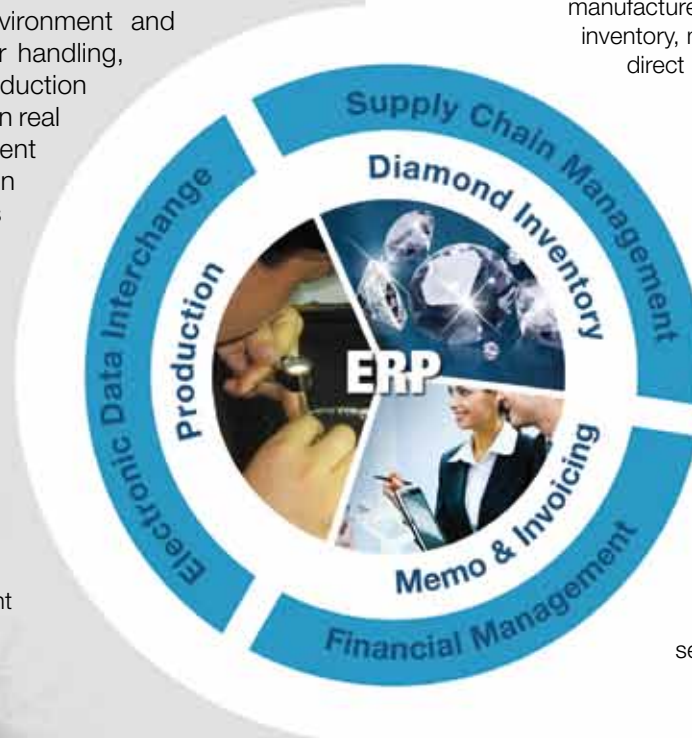 vironment and
handling,
duction
n real
ent
n
manufacture
inventory,
direct
Supply Chain Management
Diamond Inventory
Electronic Data Interchange
Production
ERP
Memo & Invoicing
Financial Management
nt
se